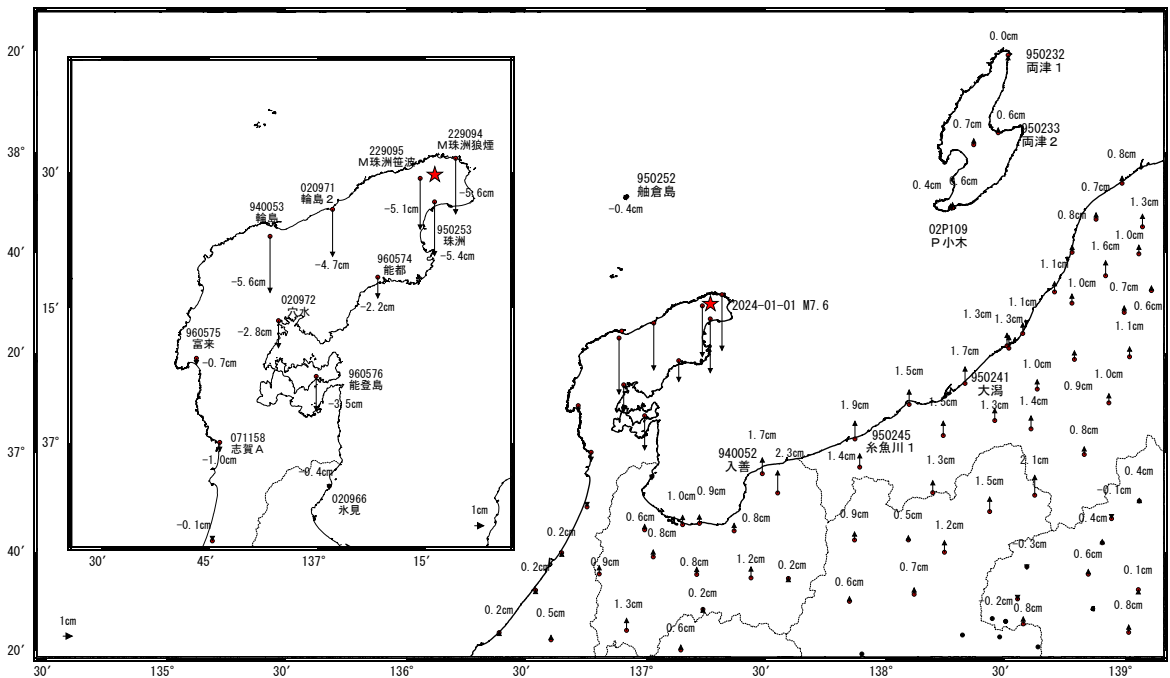 20′
38°
40′
20′
37°
40′
20′
30′
135°
30′
136°
30′
137°
30′
138°
30′
139°
30′
15′
37°
30′
45′
137°
15′
1cm
1cm
229094
M珠洲狼煙
229095
M珠洲笹波
-5.6cm
-5.1cm
020971
輪島2
940053
輪島
950253
珠洲
-5.4cm
-4.7cm
960574
能都
-5.6cm
-2.2cm
020972
穴水
-2.8cm
960575
富来
-0.7cm
960576
能登島
-3.5cm
071158
志賀A
-1.0cm
-0.4cm
020966
氷見
-0.1cm
0.0cm
950232
両津1
0.6cm
0.7cm
950233
両津2
0.4cm
0.6cm
02P109
P小木
950252
舳倉島
-0.4cm
2024-01-01 M7.6
0.8cm
0.7cm
1.3cm
0.8cm
1.0cm
1.6cm
1.1cm
1.0cm
0.7cm
0.6cm
1.1cm
1.3cm
1.3cm
1.1cm
1.7cm
1.0cm
1.0cm
950241
大潟
0.9cm
1.5cm
1.5cm
1.3cm
1.4cm
1.9cm
950245
糸魚川1
0.8cm
1.7cm
940052
入善
2.3cm
1.4cm
1.3cm
2.1cm
0.4cm
1.5cm
-0.1cm
1.0cm
0.9cm
0.6cm
0.8cm
0.8cm
0.9cm
0.5cm
1.2cm
0.4cm
-0.3cm
0.2cm
0.6cm
0.2cm
0.9cm
0.8cm
1.2cm
0.2cm
0.6cm
0.7cm
0.1cm
0.2cm
0.5cm
1.3cm
0.2cm
0.6cm
-0.2cm
0.8cm
0.8cm